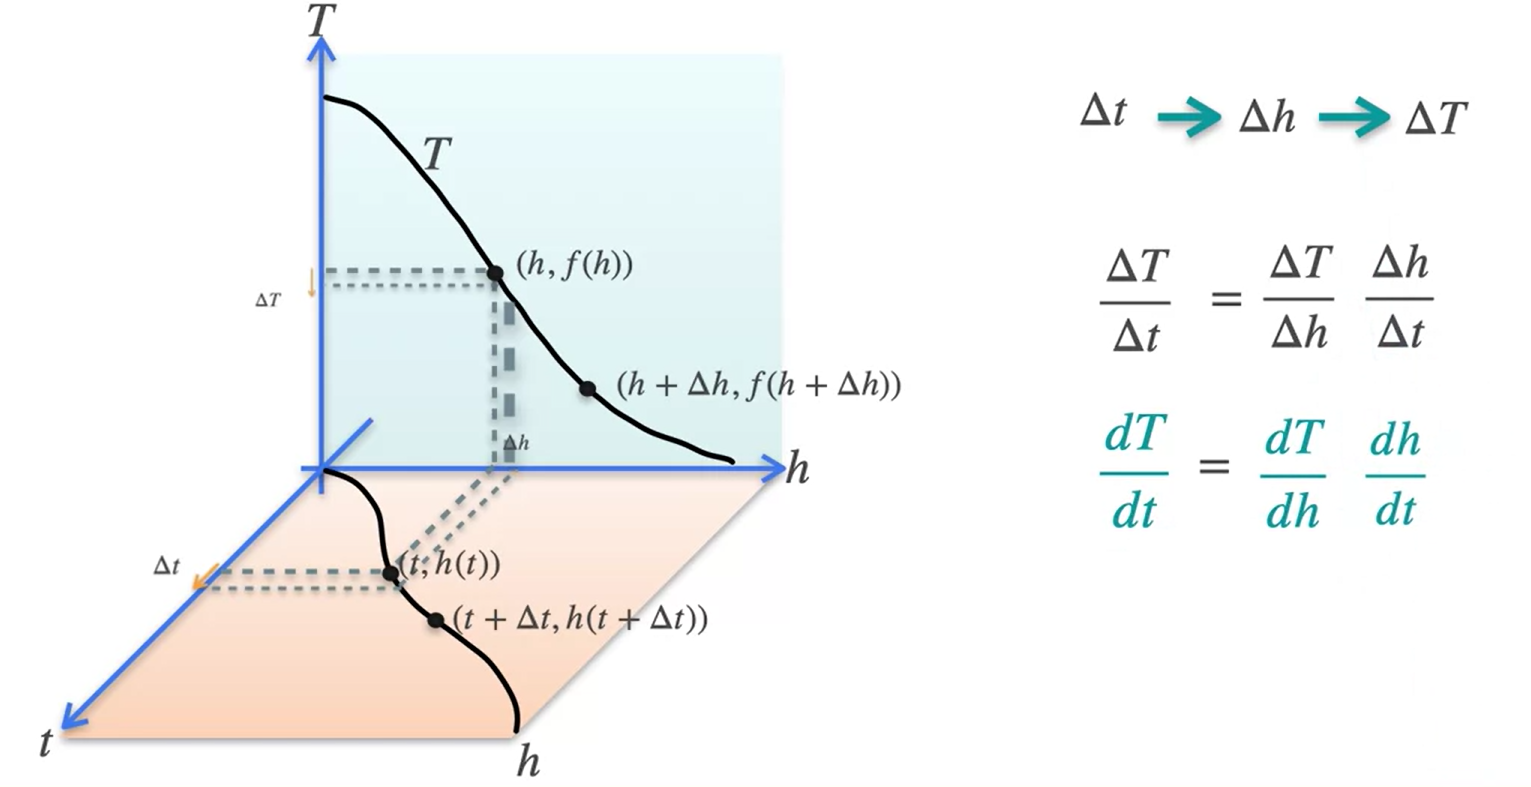 T
T
(h, f(h))
ΔT
(h + Δh, f(h + Δh))
Δh
h
Δt
(t, h(t))
(t + Δt, h(t + Δt))
t
h
Δt → Δh → ΔT
ΔT/Δt = ΔT/Δh Δh/Δt
dT/dt = dT/dh dh/dt